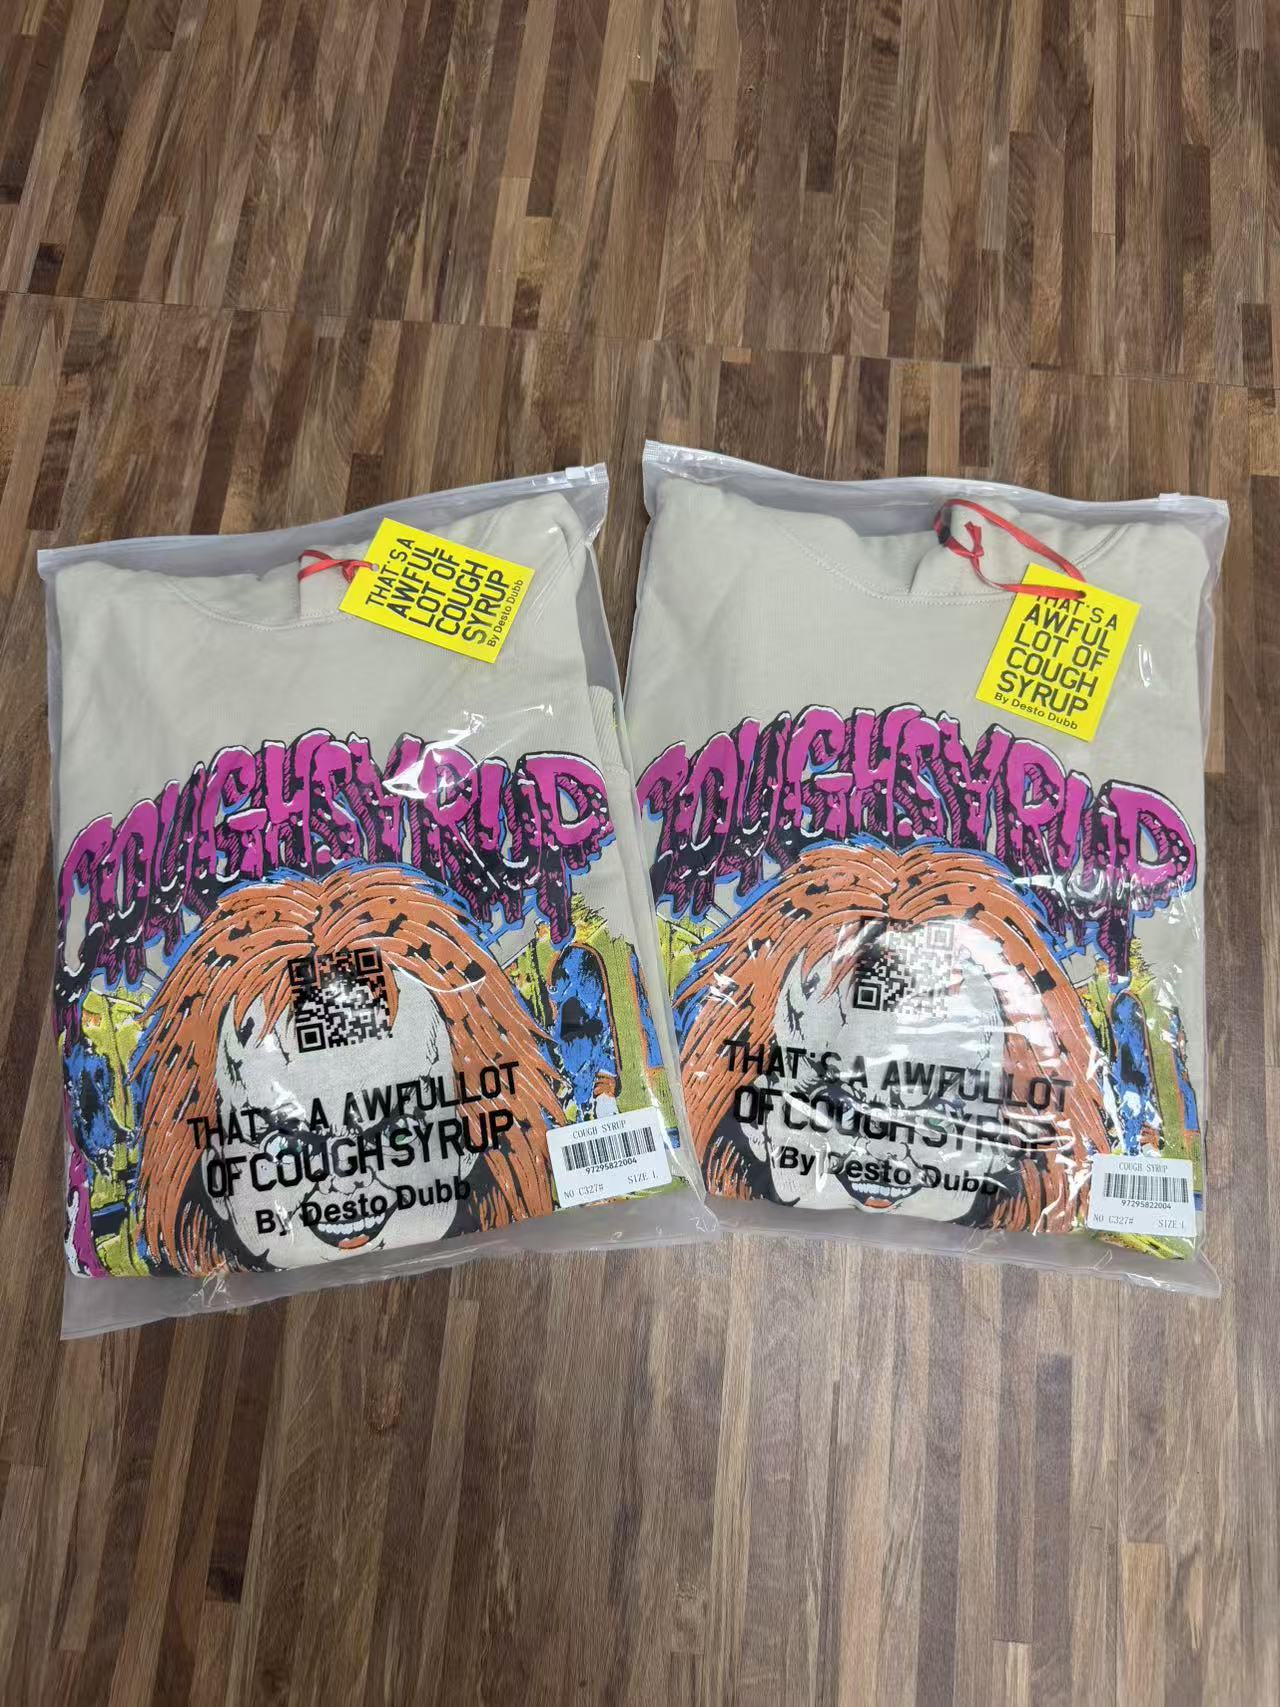 THAT'S A
AWFUL
LOT OF
COUGH
SYRUP
By Desto Dubb
COUGHSYRUP
THAT'S A AWFULLOT
OFCOUGHSYRUP
By Desto Dubb
COUGH SYRUP
97295822004
NO C327# SIZE L
THAT'S A
AWFUL
LOT OF
COUGH
SYRUP
By Desto Dubb
COUGHSYRUP
THAT'S A AWFULLOT
OFCOUGHSYRUP
By Desto Dubb
COUGH SYRUP
97295822004
NO C327# SIZE L